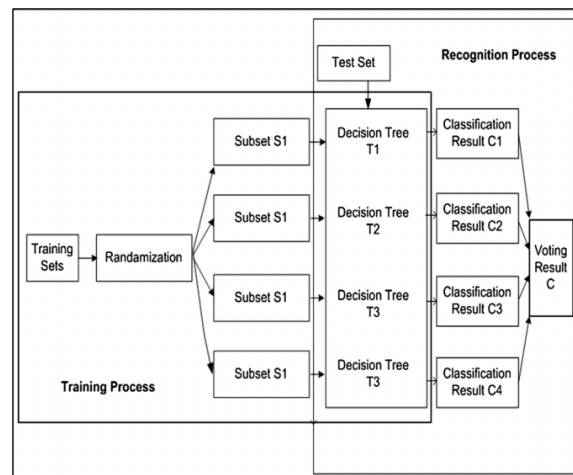 Recognition Process
Test Set
Subset S1
Decision Tree
T1
Classification
Result C1
Subset S1
Decision Tree
T2
Classification
Result C2
Training
Sets
Randomization
Voting
Result
C
Subset S1
Decision Tree
T3
Classification
Result C3
Subset S1
Decision Tree
T3
Classification
Result C4
Training Process